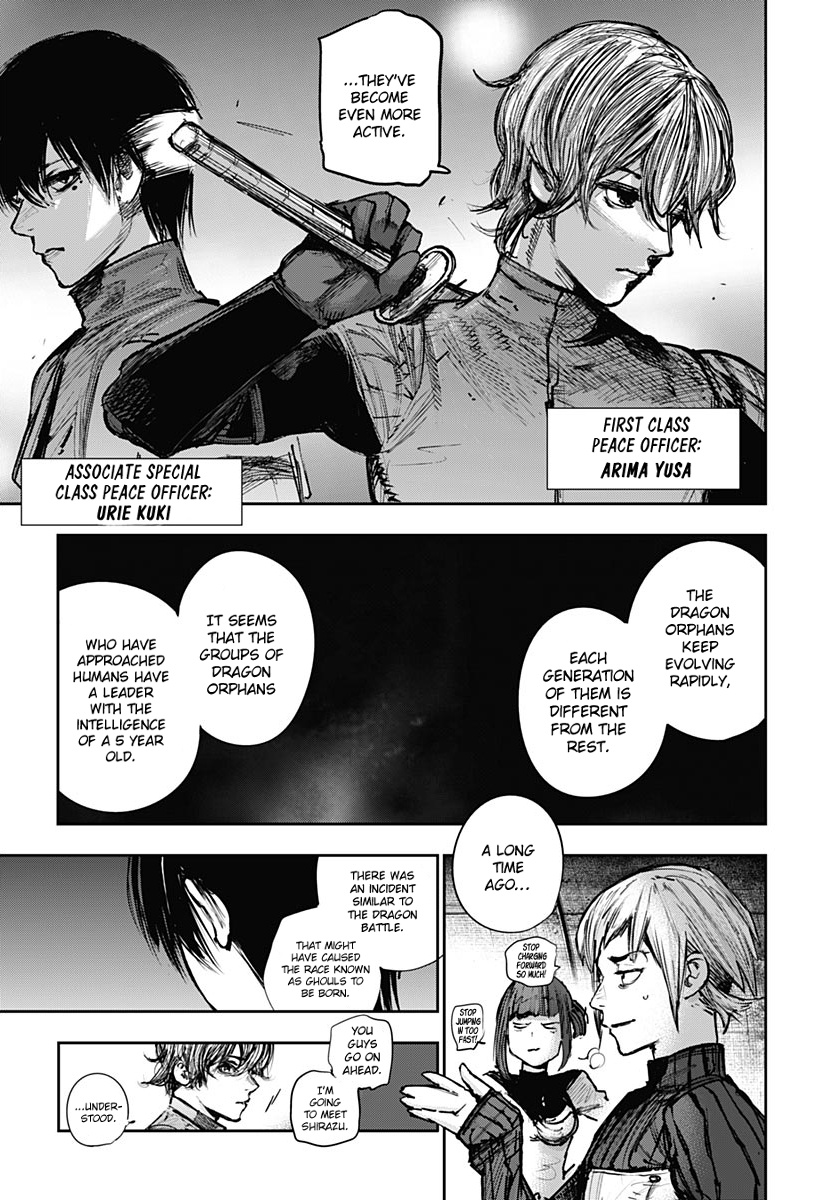 ...THEY'VE
BECOME
EVEN MORE
ACTIVE.
FIRST CLASS
PEACE OFFICER:
ARIMA YUSA
ASSOCIATE SPECIAL
CLASS PEACE OFFICER:
URIE KUKI
THE
DRAGON
ORPHANS
KEEP
EVOLVING
RAPIDLY,
EACH
GENERATION
OF THEM IS
DIFFERENT
FROM THE
REST.
IT SEEMS
THAT THE
GROUPS OF
DRAGON
ORPHANS
WHO HAVE
APPROACHED
HUMANS HAVE
A LEADER
WITH THE
INTELLIGENCE
OF A 5 YEAR
OLD.
A LONG
TIME
AGO...
STOP
CHARGING
FORWARD
SO MUCH!
STOP
JUMPING
IN TOO
FAST!
THERE WAS
AN INCIDENT
SIMILAR TO
THE DRAGON
BATTLE.
THAT MIGHT
HAVE CAUSED
THE RACE KNOWN
AS GHOULS TO
BE BORN.
YOU
GUYS
GO ON
AHEAD.
I'M
GOING
TO MEET
SHIRAZU.
...UNDER-
STOOD.